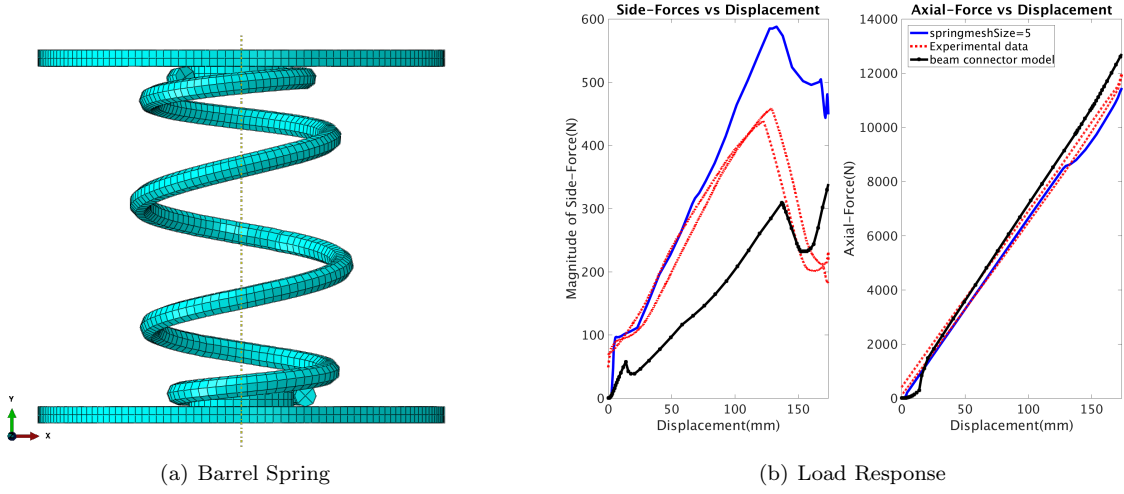 Side-Forces vs Displacement
600
500
400
300
200
100
0
0
50
100
150
Magnitude of Side-Force(N)
Displacement(mm)
Axial-Force vs Displacement
14000
12000
10000
8000
6000
4000
2000
0
0
50
100
150
Axial-Force(N)
Displacement(mm)
springmeshSize=5
Experimental data
beam connector model
Y
X
(a) Barrel Spring
(b) Load Response